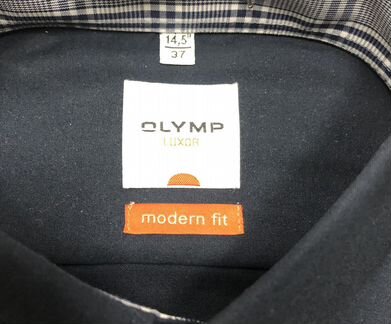 14,5"
37
OLYMP
LUXOR
modern fit